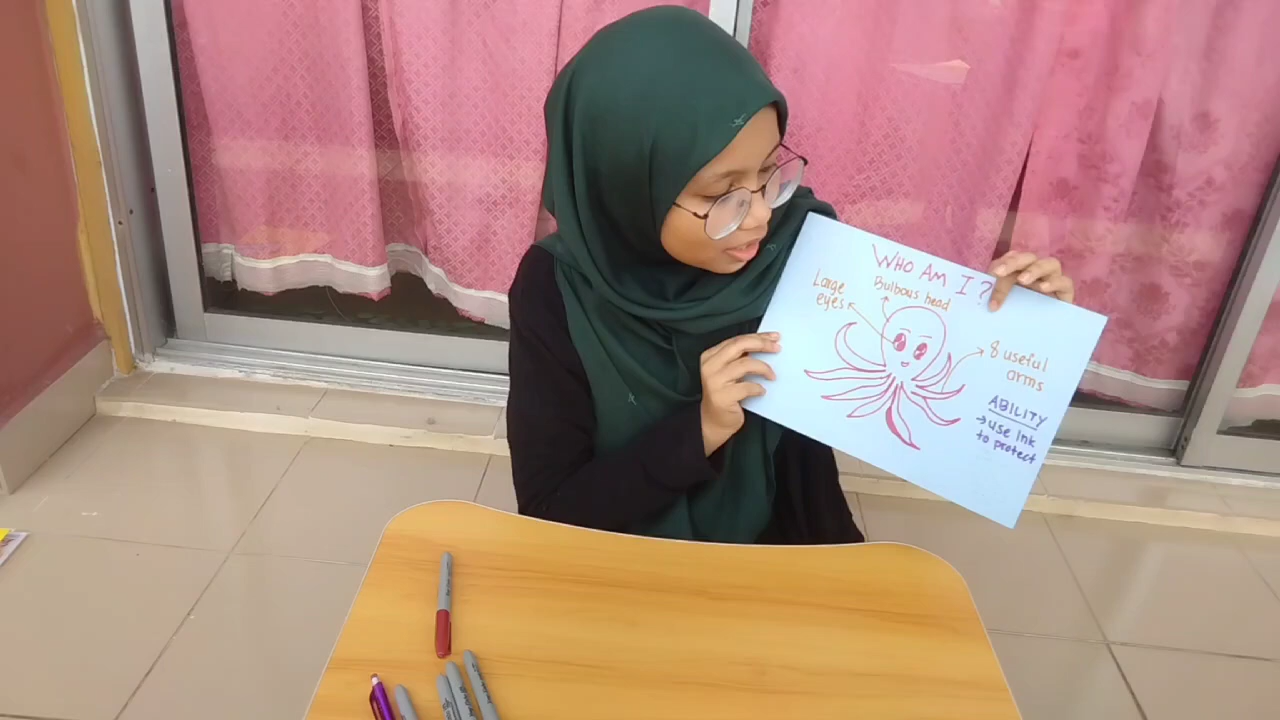 WHO AM I?
Large
eyes
Bulbous head
8 useful
arms
ABILITY
→ use ink
to protect